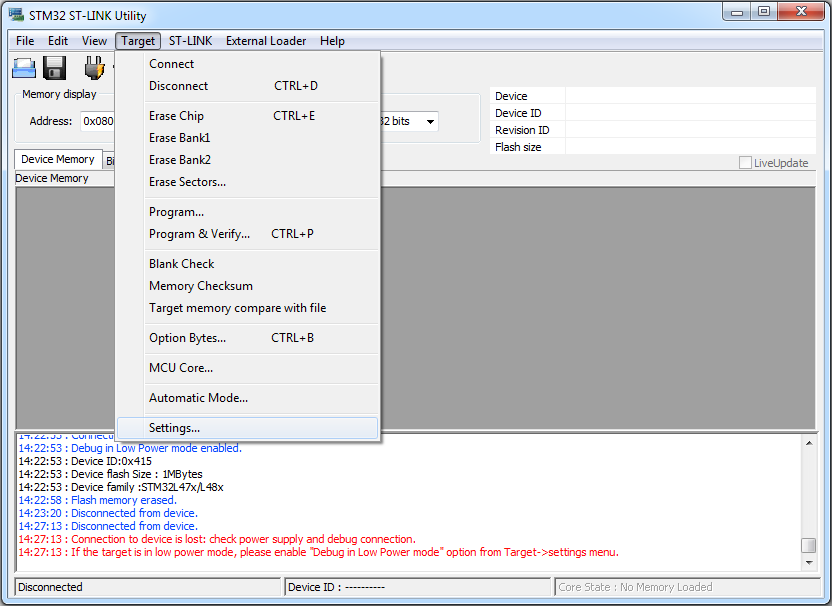 STM32 ST-LINK Utility
File Edit View Target ST-LINK External Loader Help
Connect
Disconnect CTRL+D
Erase Chip CTRL+E
Erase Bank1
Erase Bank2
Erase Sectors...
Program...
Program & Verify... CTRL+P
Blank Check
Memory Checksum
Target memory compare with file
Option Bytes... CTRL+B
MCU Core...
Automatic Mode...
Settings...
Memory display
Address: 0x080
32 bits
Device
Device ID
Revision ID
Flash size
LiveUpdate
Device Memory Bi
Device Memory
14:22:53 : Connecti
14:22:53 : Debug in Low Power mode enabled.
14:22:53 : Device ID:0x415
14:22:53 : Device flash Size : 1MBytes
14:22:53 : Device family :STM32L47x/L48x
14:22:58 : Flash memory erased.
14:23:20 : Disconnected from device.
14:27:13 : Disconnected from device.
14:27:13 : Connection to device is lost: check power supply and debug connection.
14:27:13 : If the target is in low power mode, please enable "Debug in Low Power mode" option from Target->settings menu.
Disconnected
Device ID : ----------
Core State : No Memory Loaded